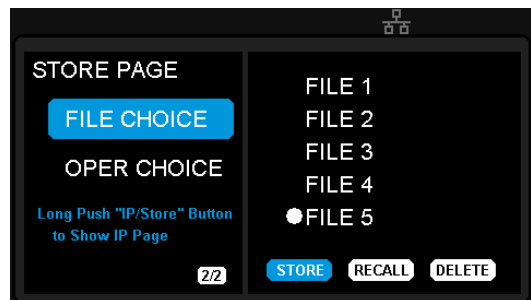 STORE PAGE
FILE CHOICE
OPER CHOICE
Long Push "IP/Store" Button
to Show IP Page
2/2
FILE 1
FILE 2
FILE 3
FILE 4
FILE 5
STORE RECALL DELETE